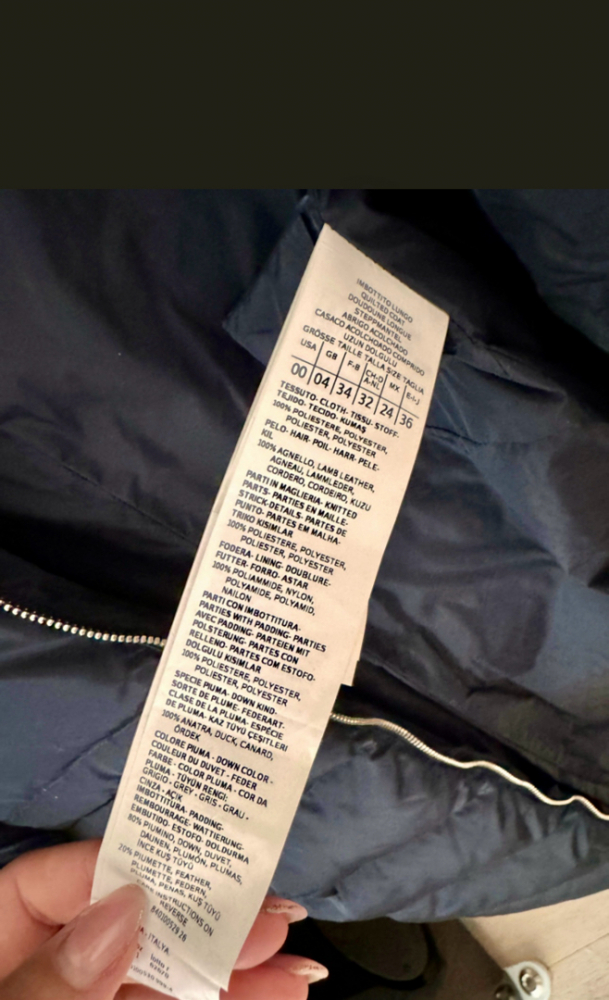 IMBOTTITO LUNGO
QUILTED COAT
DOUDOUNE LONGUE
STEPPMANTEL
ABRIGO ACOLCHADO
CASACO ACOLCHOADO COMPRIDO
UZUN DOLGULU
GRÖSSE TAILLE TALLA SIZE TAGLIA
USA GB F-B CH-D A-NL MX E-I-J
00 04 34 32 24 36
TESSUTO- CLOTH- TISSU- STOFF-
TEJIDO- TECIDO- KUMAŞ
100% POLIESTERE, POLYESTER,
POLIESTER, POLYESTER
PELO- HAIR- POIL- HARR- PELE-
KIL
100% AGNELLO, LAMB LEATHER,
AGNEAU, LAMMLEDER,
CORDERO, CORDEIRO, KUZU
PARTI IN MAGLIERIA- KNITTED
PARTS- PARTIES EN MAILLE-
STRICK-DETAILS- PARTES DE
PUNTO- PARTES EM MALHA-
TRIKO KISIMLAR
100% POLIESTERE, POLYESTER,
POLIESTER, POLYESTER
FODERA- LINING- DOUBLURE-
FUTTER- FORRO- ASTAR
100% POLIAMMIDE, NYLON,
POLYAMIDE, POLYAMID,
NAILON
PARTI CON IMBOTTITURA-
PARTIES WITH PADDING- PARTIES
AVEC PADDING- PARTEIEN MIT
POLSTERUNG- PARTES CON
RELLENO- PARTES COM ESTOFO-
DOLGULU KISIMLAR
100% POLIESTERE, POLYESTER,
POLIESTER, POLYESTER
SPECIE PIUMA- DOWN KIND-
SORTE DE PLUME- FEDERART-
CLASE DE LA PLUMA- ESPÉCIE
DE PLUMA- KAZ TÜYÜ ÇEŞİTLERİ
100% ANATRA, DUCK, CANARD,
ÖRDEK
COLORE PIUMA - DOWN COLOR -
COULEUR DU DUVET - FEDER
FARBE - COLOR PLUMA - COR DA
PLUMA - TÜYÜN RENGİ:
GRIGIO - GREY - GRIS - GRAU -
CINZA - AÇIK
IMBOTTITURA- PADDING-
REMBOURRAGE- WATTIERUNG-
EMBUTIDO- ESTOFO- DOLDURMA
80% PIUMINO, DOWN, DUVET,
DAUNEN, PLUMÓN, PLUMAS,
İNCE KUŞ TÜYÜ
20% PIUMETTE, FEATHER,
PLUMETTE, FEDERN,
PLUMA, PENAS, KUŞ TÜYÜ
INSTRUCTIONS ON
REVERSE
ITALYA